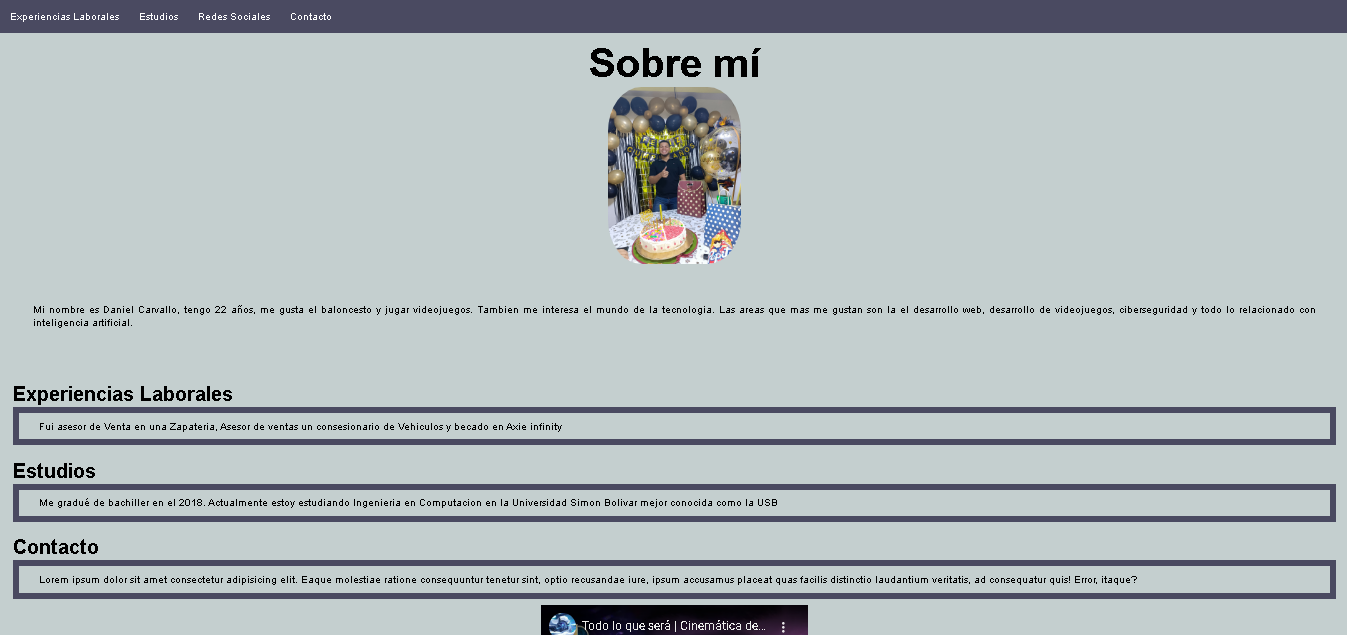 Experiencias Laborales Estudios Redes Sociales Contacto
Sobre mí
Mi nombre es Daniel Carvallo, tengo 22 años, me gusta el baloncesto y jugar videojuegos. Tambien me interesa el mundo de la tecnologia. Las areas que mas me gustan son la el desarrollo web, desarrollo de videojuegos, ciberseguridad y todo lo relacionado con
inteligencia artificial.
Experiencias Laborales
Fui asesor de Venta en una Zapateria, Asesor de ventas un consesionario de Vehiculos y becado en Axie infinity
Estudios
Me gradué de bachiller en el 2018. Actualmente estoy estudiando Ingenieria en Computacion en la Universidad Simon Bolivar mejor conocida como la USB
Contacto
Lorem ipsum dolor sit amet consectetur adipisicing elit. Eaque molestiae ratione consequuntur tenetur sint, optio recusandae iure, ipsum accusamus placeat quas facilis distinctio laudantium veritatis, ad consequatur quis! Error, itaque?
Todo lo que será | Cinemática de...